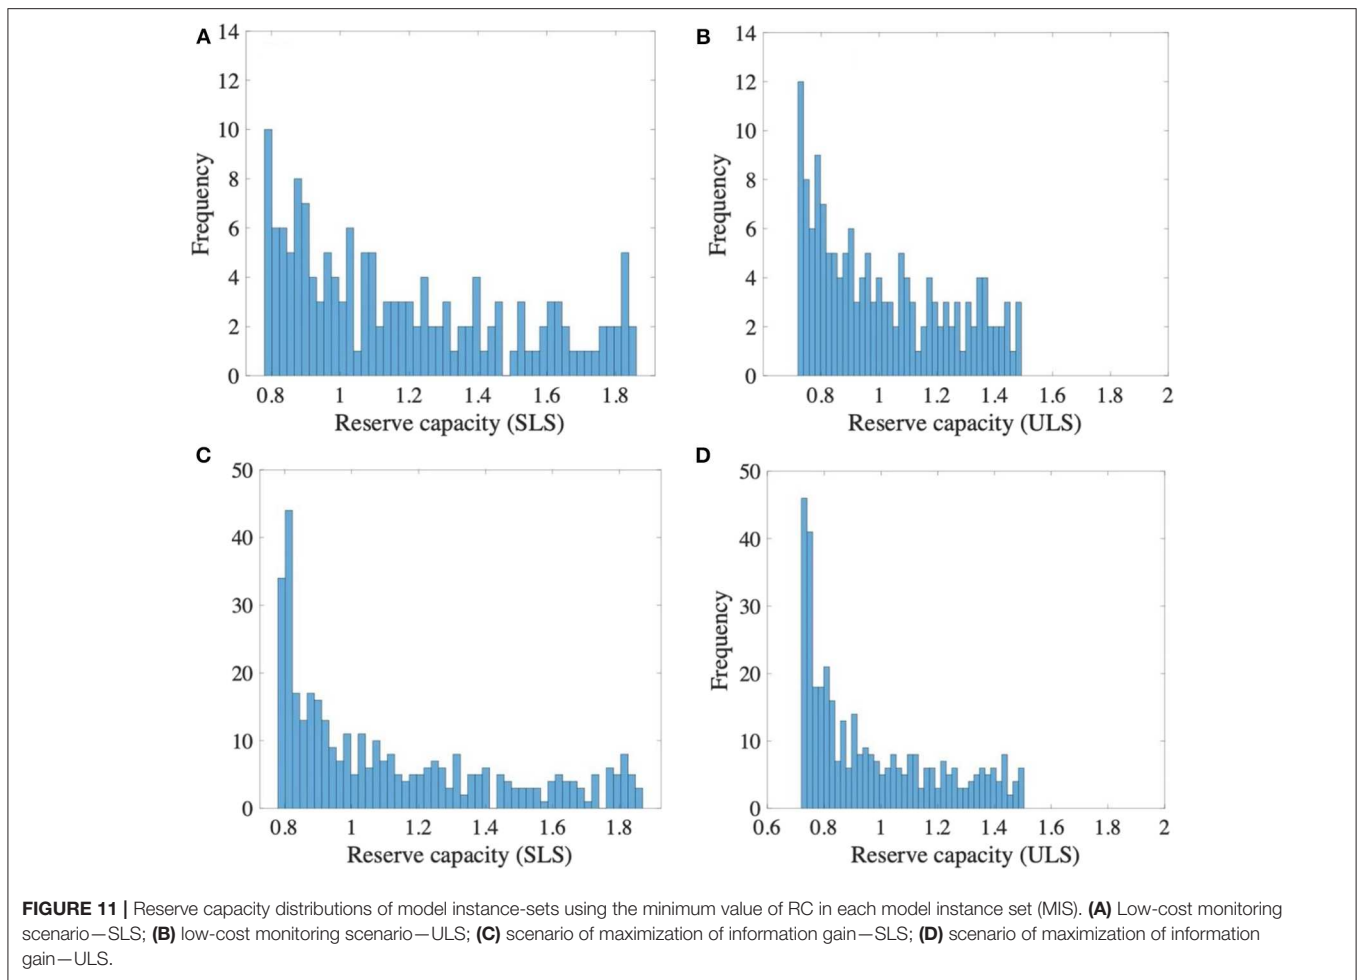 A
14
12
10
8
6
4
2
0
Frequency
0.8 1 1.2 1.4 1.6 1.8
Reserve capacity (SLS)
B
14
12
10
8
6
4
2
0
Frequency
0.8 1 1.2 1.4 1.6 1.8 2
Reserve capacity (ULS)
C
50
40
30
20
10
0
0.8 1 1.2 1.4 1.6 1.8
Reserve capacity (SLS)
D
50
40
30
20
10
0
Frequency
0.6 0.8 1 1.2 1.4 1.6 1.8 2
Reserve capacity (ULS)
FIGURE 11 | Reserve capacity distributions of model instance-sets using the minimum value of RC in each model instance set (MIS). (A) Low-cost monitoring
scenario—SLS; (B) low-cost monitoring scenario—ULS; (C) scenario of maximization of information gain—SLS; (D) scenario of maximization of information
gain—ULS.